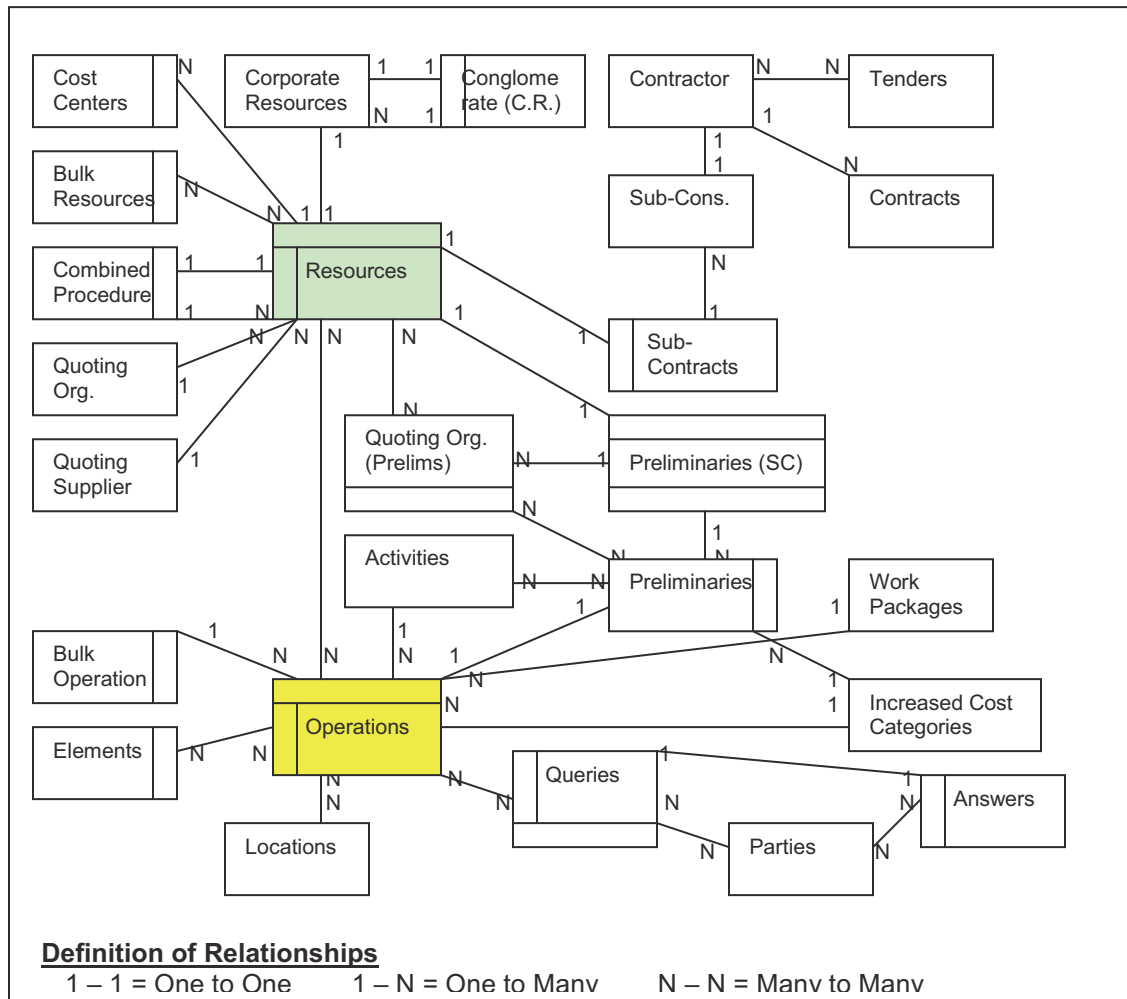 Cost
Centers
N
Corporate
Resources
1
1
N
1
1
Conglome
rate (C.R.)
Contractor
N
N
Tenders
1
1
1
N
Bulk
Resources
N
Sub-Cons.
Contracts
N
1
1
N
1
Combined
Procedure
1
1
1
N
Resources
1
1
1
Sub-
Contracts
N
N
N
N
1
Quoting
Org.
1
N
1
Quoting Org.
(Prelims)
N
1
Preliminaries (SC)
Quoting
Supplier
1
N
1
N
N
Activities
N
N
Preliminaries
Work
Packages
1
1
1
N
1
N
N
N
1
N
N
Bulk
Operation
1
1
Increased Cost
Categories
N
Operations
Elements
N
N
N
N
N
N
Queries
1
1
N
N
Answers
Locations
N
Parties
N
Definition of Relationships
1 – 1 = One to One 1 – N = One to Many N – N = Many to Many